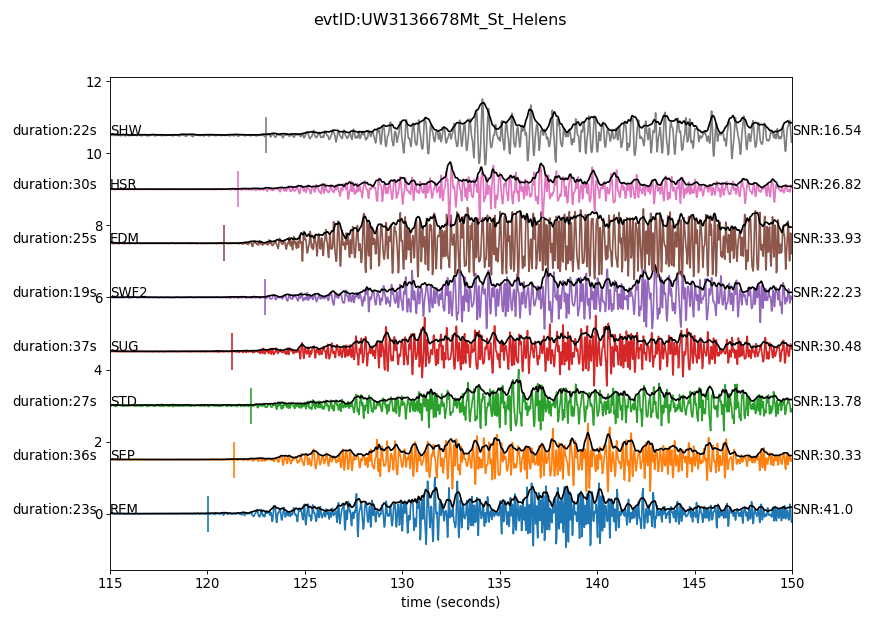 evtID:UW3136678Mt_St_Helens
12
duration:22s SHW SNR:16.54
10
duration:30s HSR SNR:26.82
8
duration:25s EDM SNR:33.93
duration:19s SWF2 SNR:22.23
6
duration:37s SUG SNR:30.48
4
duration:27s STD SNR:13.78
2
duration:36s SEP SNR:30.33
duration:23s REM SNR:41.0
0
115 120 125 130 135 140 145 150
time (seconds)